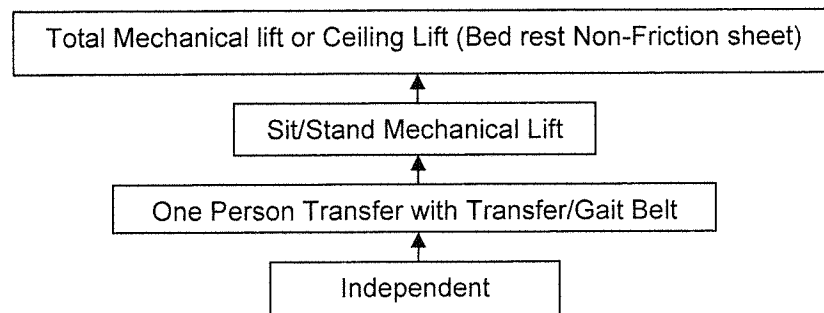 Total Mechanical lift or Ceiling Lift (Bed rest Non-Friction sheet)
Sit/Stand Mechanical Lift
One Person Transfer with Transfer/Gait Belt
Independent